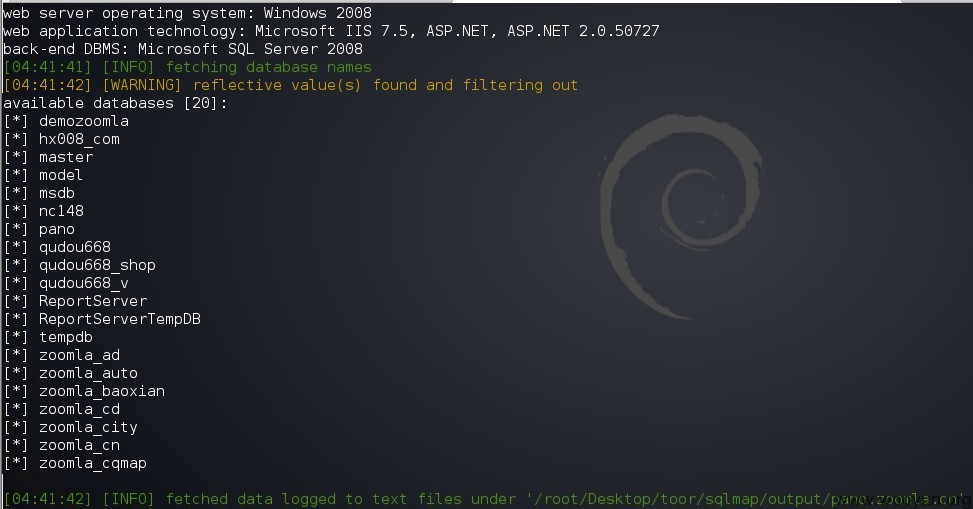 web server operating system: Windows 2008
web application technology: Microsoft IIS 7.5, ASP.NET, ASP.NET 2.0.50727
back-end DBMS: Microsoft SQL Server 2008
[04:41:41] [INFO] fetching database names
[04:41:42] [WARNING] reflective value(s) found and filtering out
available databases [20]:
[*] demozoomla
[*] hx008_com
[*] master
[*] model
[*] msdb
[*] nc148
[*] pano
[*] qudou668
[*] qudou668_shop
[*] qudou668_v
[*] ReportServer
[*] ReportServerTempDB
[*] tempdb
[*] zoomla_ad
[*] zoomla_auto
[*] zoomla_baoxian
[*] zoomla_cd
[*] zoomla_city
[*] zoomla_cn
[*] zoomla_cqmap
[04:41:42] [INFO] fetched data logged to text files under '/root/Desktop/toor/sqlmap/output/